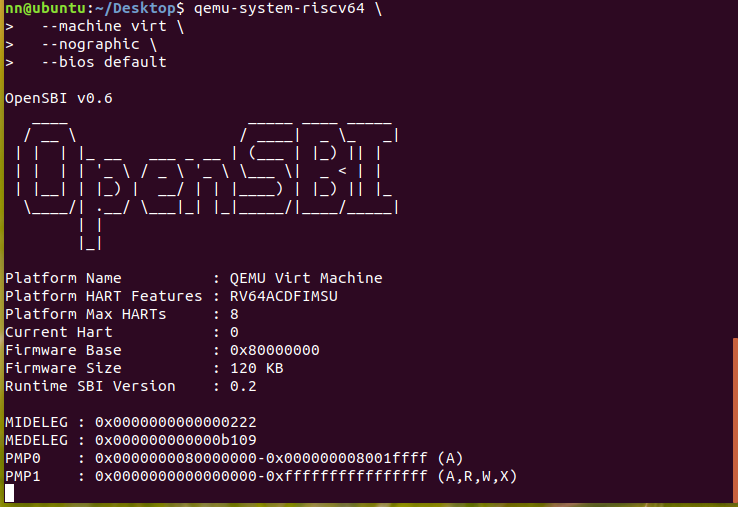 nn@ubuntu:~/Desktop$ qemu-system-riscv64 \
>   --machine virt \
>   --nographic \
>   --bios default

OpenSBI v0.6
   ____                    _____ ____ _____
  / __ \                  / ____|  _ \_   _|
 | |  | |_ __   ___ _ __ | (___ | |_) || |
 | |  | | '_ \ / _ \ '_ \ \___ \|  _ < | |
 | |__| | |_) |  __/ | | |____) | |_) || |_
  \____/| .__/ \___|_| |_|_____/|____/_____|
        | |
        |_|

Platform Name          : QEMU Virt Machine
Platform HART Features : RV64ACDFIMSU
Platform Max HARTs     : 8
Current Hart           : 0
Firmware Base          : 0x80000000
Firmware Size          : 120 KB
Runtime SBI Version    : 0.2

MIDELEG : 0x0000000000000222
MEDELEG : 0x000000000000b109
PMP0    : 0x0000000080000000-0x000000008001ffff (A)
PMP1    : 0x0000000000000000-0xffffffffffffffff (A,R,W,X)